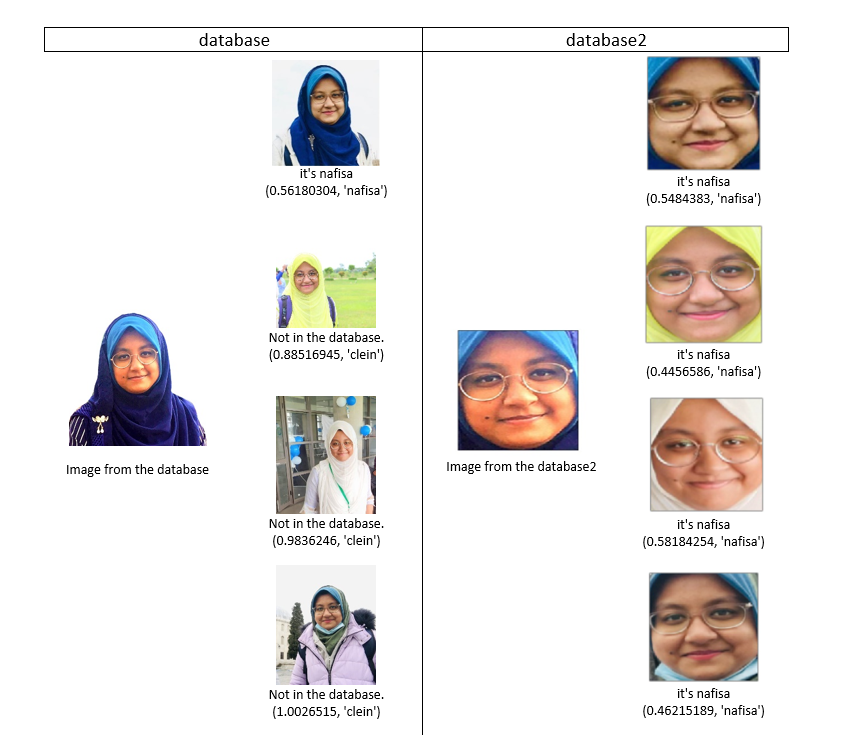 database
database2
it's nafisa
(0.56180304, 'nafisa')
Not in the database.
(0.88516945, 'clein')
Image from the database
Not in the database.
(0.9836246, 'clein')
Not in the database.
(1.0026515, 'clein')
it's nafisa
(0.5484383, 'nafisa')
it's nafisa
(0.4456586, 'nafisa')
Image from the database2
it's nafisa
(0.58184254, 'nafisa')
it's nafisa
(0.46215189, 'nafisa')